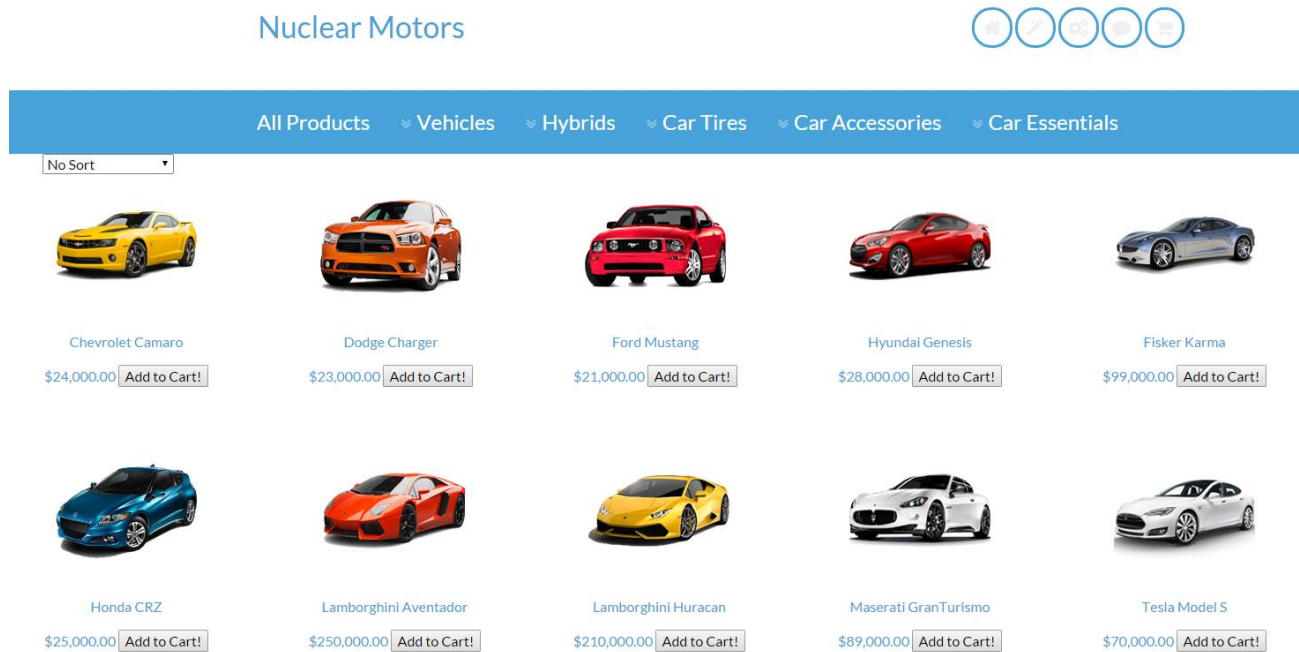 Nuclear Motors
All Products Vehicles Hybrids Car Tires Car Accessories Car Essentials
No Sort
Chevrolet Camaro Dodge Charger Ford Mustang Hyundai Genesis Fisker Karma
$24,000.00 Add to Cart! $23,000.00 Add to Cart! $21,000.00 Add to Cart! $28,000.00 Add to Cart! $99,000.00 Add to Cart!
Honda CRZ Lamborghini Aventador Lamborghini Huracan Maserati GranTurismo Tesla Model S
$25,000.00 Add to Cart! $250,000.00 Add to Cart! $210,000.00 Add to Cart! $89,000.00 Add to Cart! $70,000.00 Add to Cart!